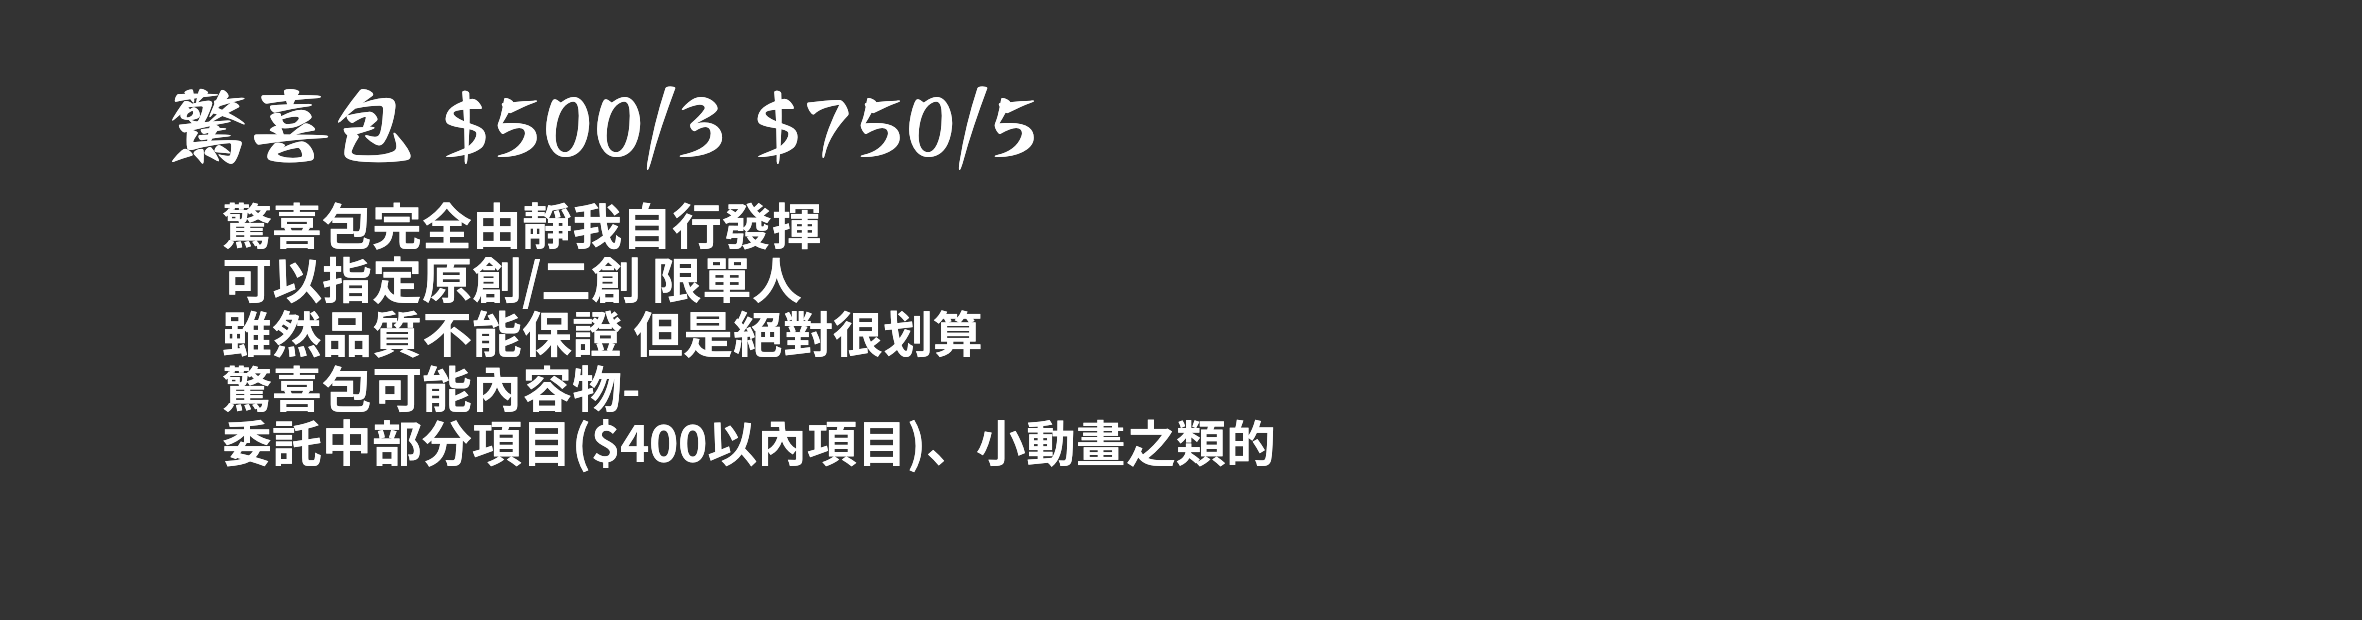 驚喜包 $500/3 $750/5
驚喜包完全由靜我自行發揮
可以指定原創/二創 限單人
雖然品質不能保證 但是絕對很划算
驚喜包可能內容物-
委託中部分項目($400以內項目)、小動畫之類的